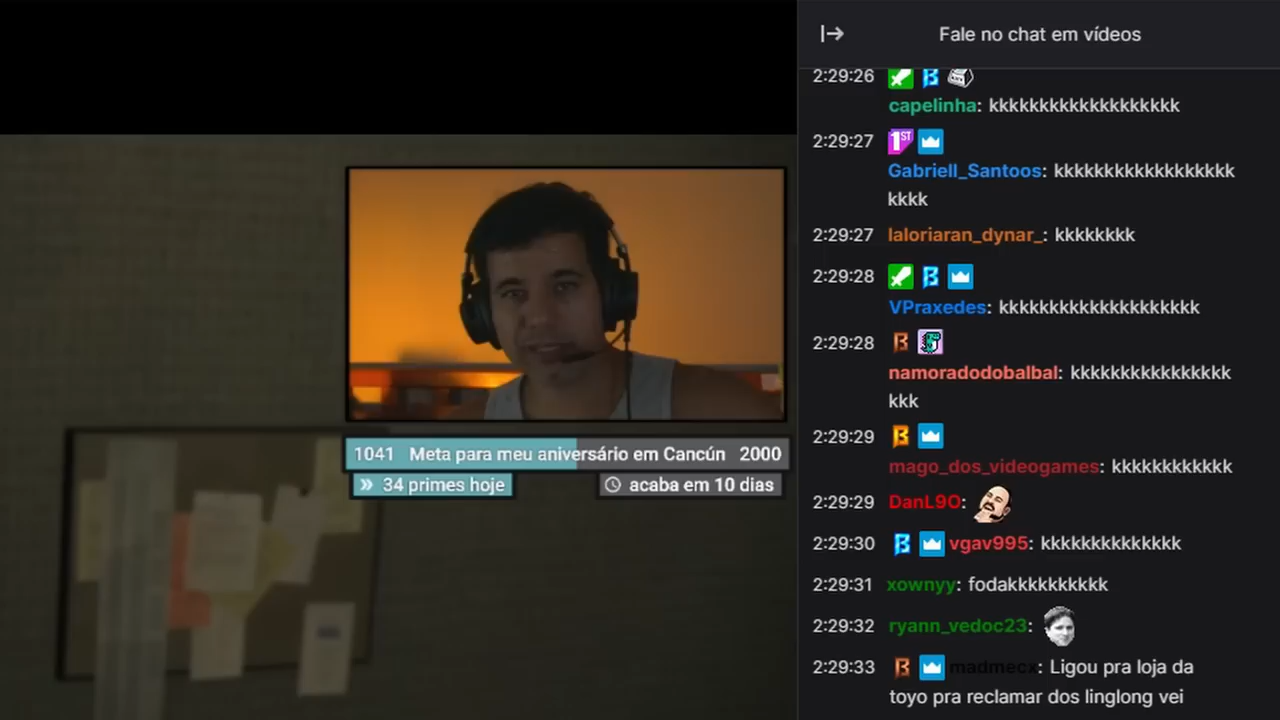 Fale no chat em vídeos
2:29:26
capelinha: kkkkkkkkkkkkkkkkkkk
2:29:27 1ST
Gabriell_Santoos: kkkkkkkkkkkkkkkkkk
kkkk
2:29:27 laloriaran_dynar_: kkkkkkkk
2:29:28
VPraxedes: kkkkkkkkkkkkkkkkkkkk
2:29:28
namoradodobalbal: kkkkkkkkkkkkkkkk
kkk
2:29:29
mago_dos_videogames: kkkkkkkkkkkk
2:29:29 DanL9O:
2:29:30 vgav995: kkkkkkkkkkkkkk
2:29:31 xownyy: fodakkkkkkkkkk
2:29:32 ryann_vedoc23:
2:29:33 madmecx: Ligou pra loja da
toyo pra reclamar dos linglong vei
1041 Meta para meu aniversário em Cancún 2000
34 primes hoje acaba em 10 dias